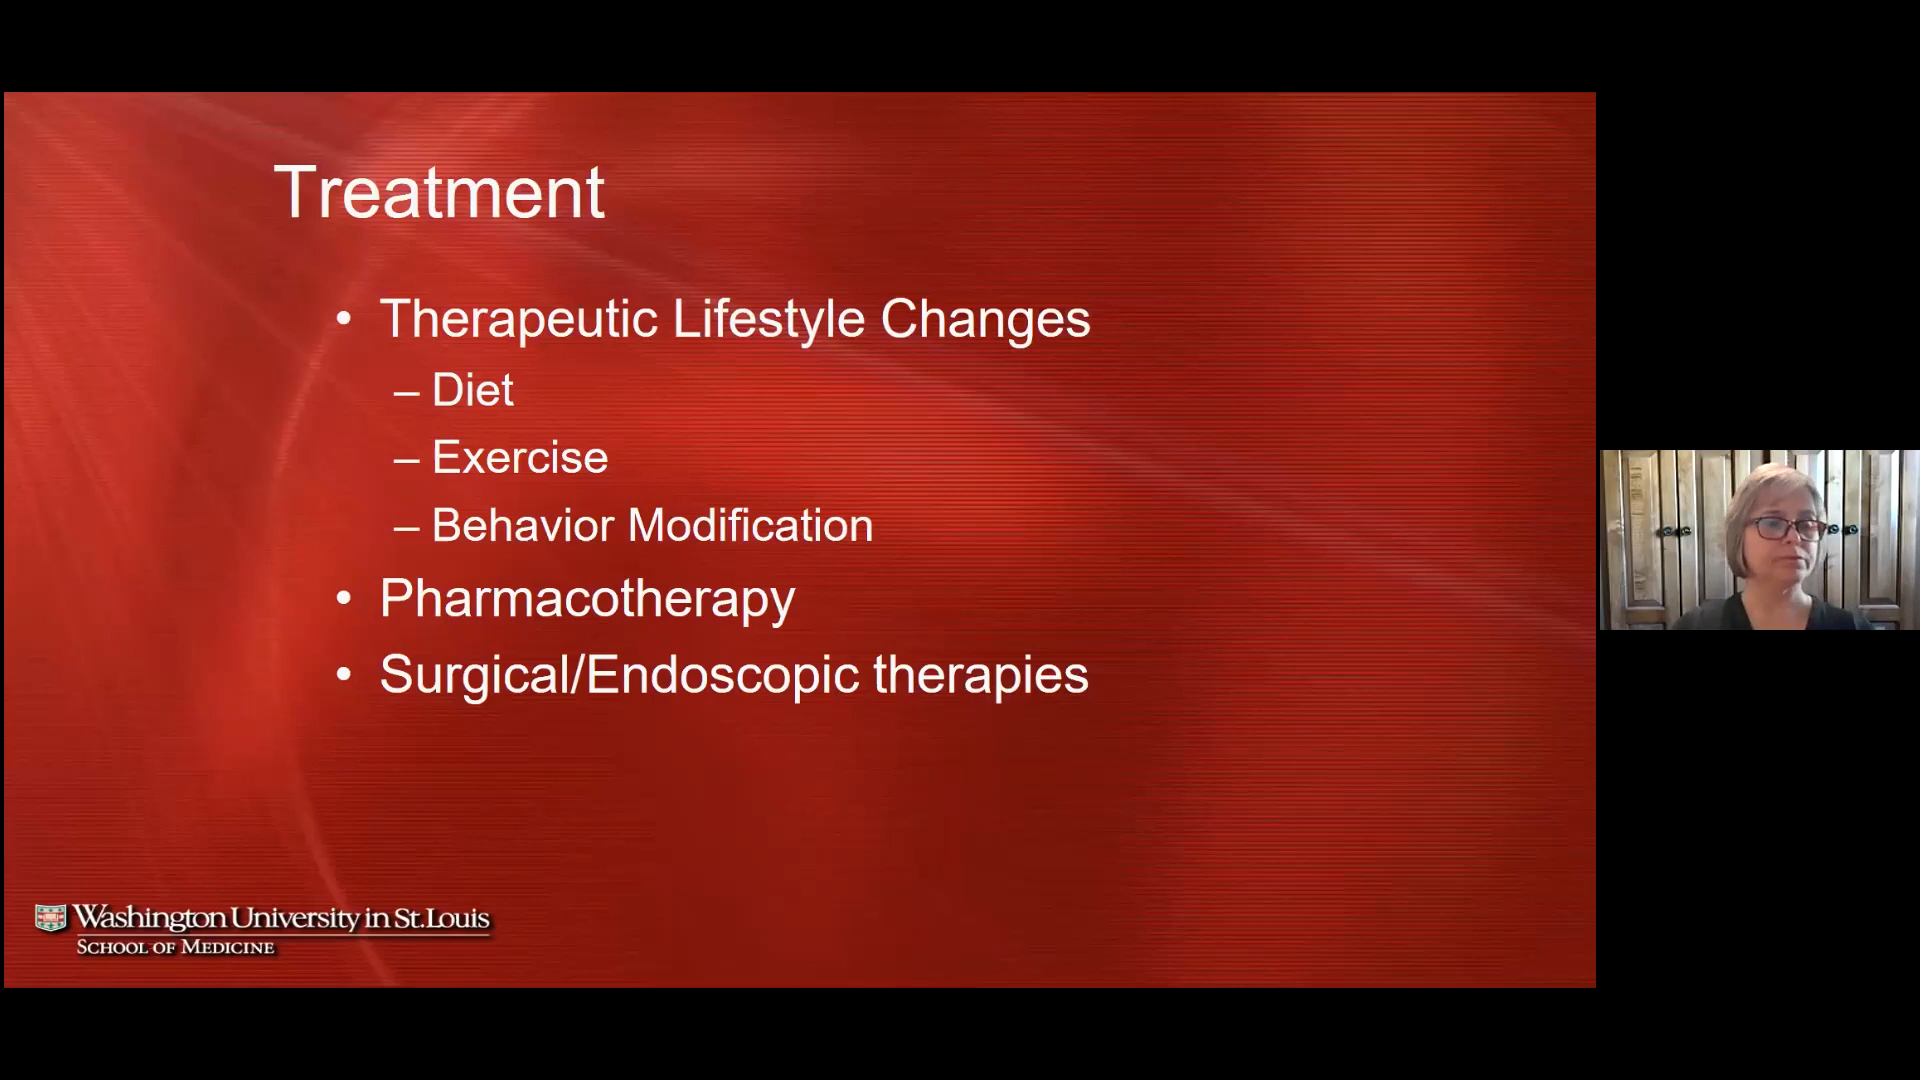 Treatment
• Therapeutic Lifestyle Changes
– Diet
– Exercise
– Behavior Modification
• Pharmacotherapy
• Surgical/Endoscopic therapies
Washington University in St. Louis
SCHOOL OF MEDICINE